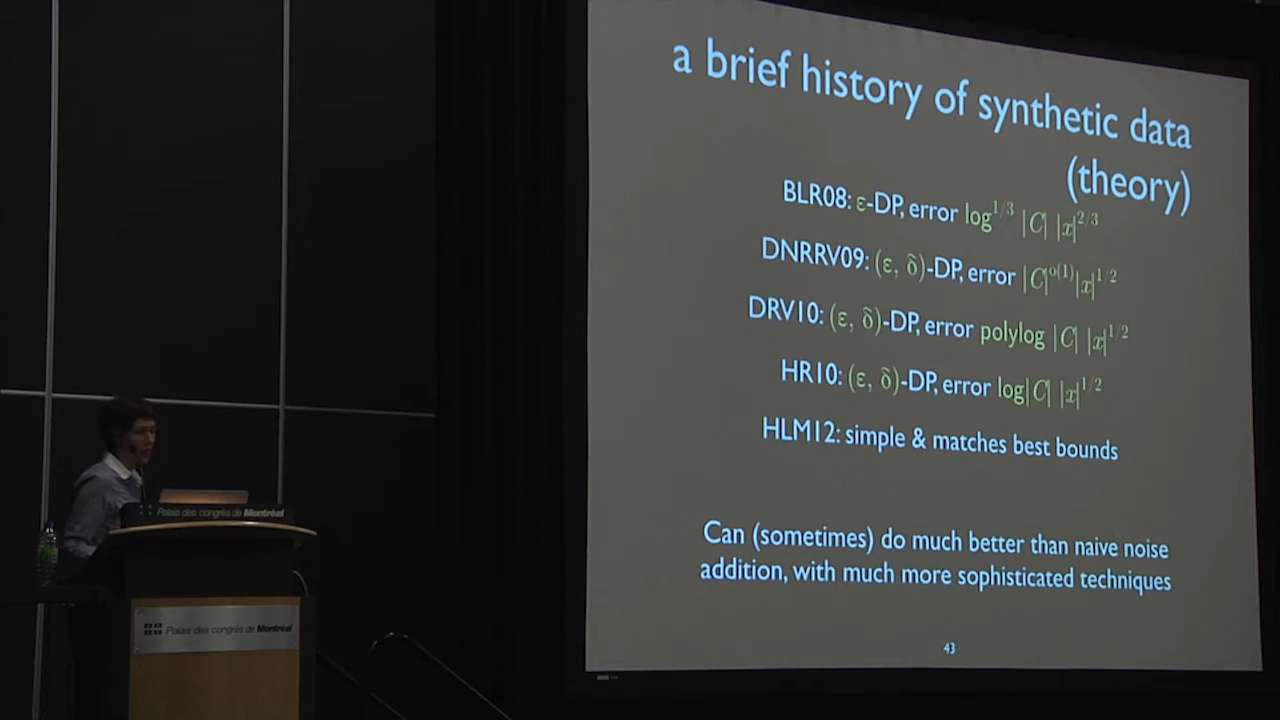 a brief history of synthetic data
(theory)
BLR08: ε-DP, error log^1/3 |C| |x|^2/3
DNRRV09: (ε, δ)-DP, error |C|^o(1)|x|^1/2
DRV10: (ε, δ)-DP, error polylog |C| |x|^1/2
HR10: (ε, δ)-DP, error log|C| |x|^1/2
HLM12: simple & matches best bounds
Can (sometimes) do much better than naive noise
addition, with much more sophisticated techniques
43
Palais des congrès de Montréal
Palais des congrès de Montréal